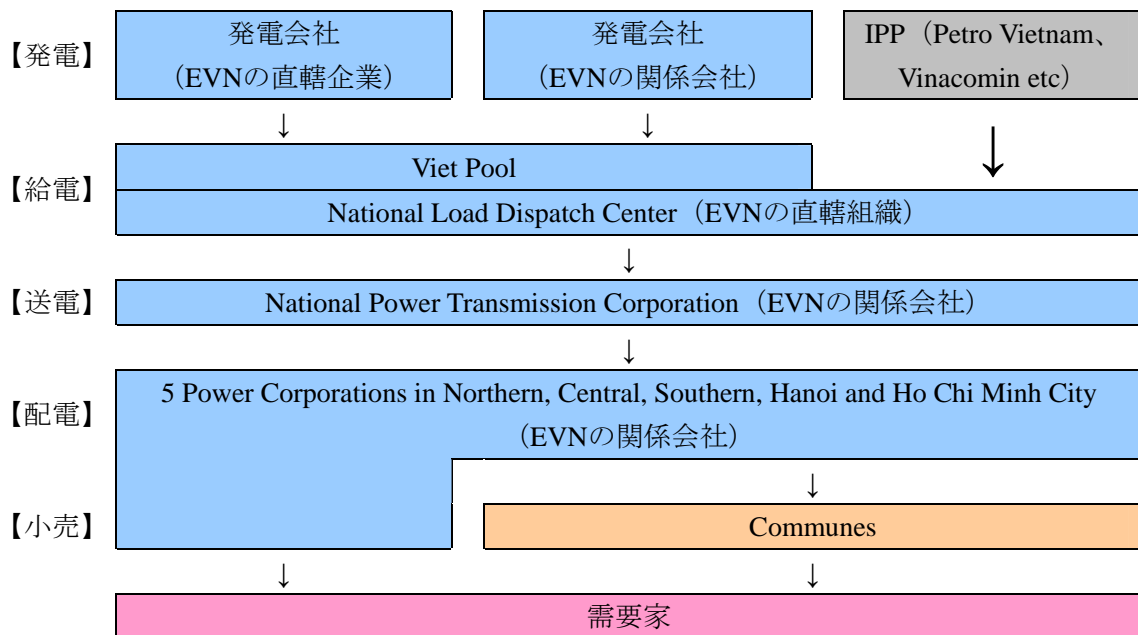 【発電】
発電会社
（EVNの直轄企業）
発電会社
（EVNの関係会社）
IPP（Petro Vietnam、
Vinacomin etc）
↓
↓
↓
【給電】
Viet Pool
National Load Dispatch Center（EVNの直轄組織）
↓
【送電】
National Power Transmission Corporation（EVNの関係会社）
↓
【配電】
5 Power Corporations in Northern, Central, Southern, Hanoi and Ho Chi Minh City
（EVNの関係会社）
↓
【小売】
Communes
↓
↓
需要家